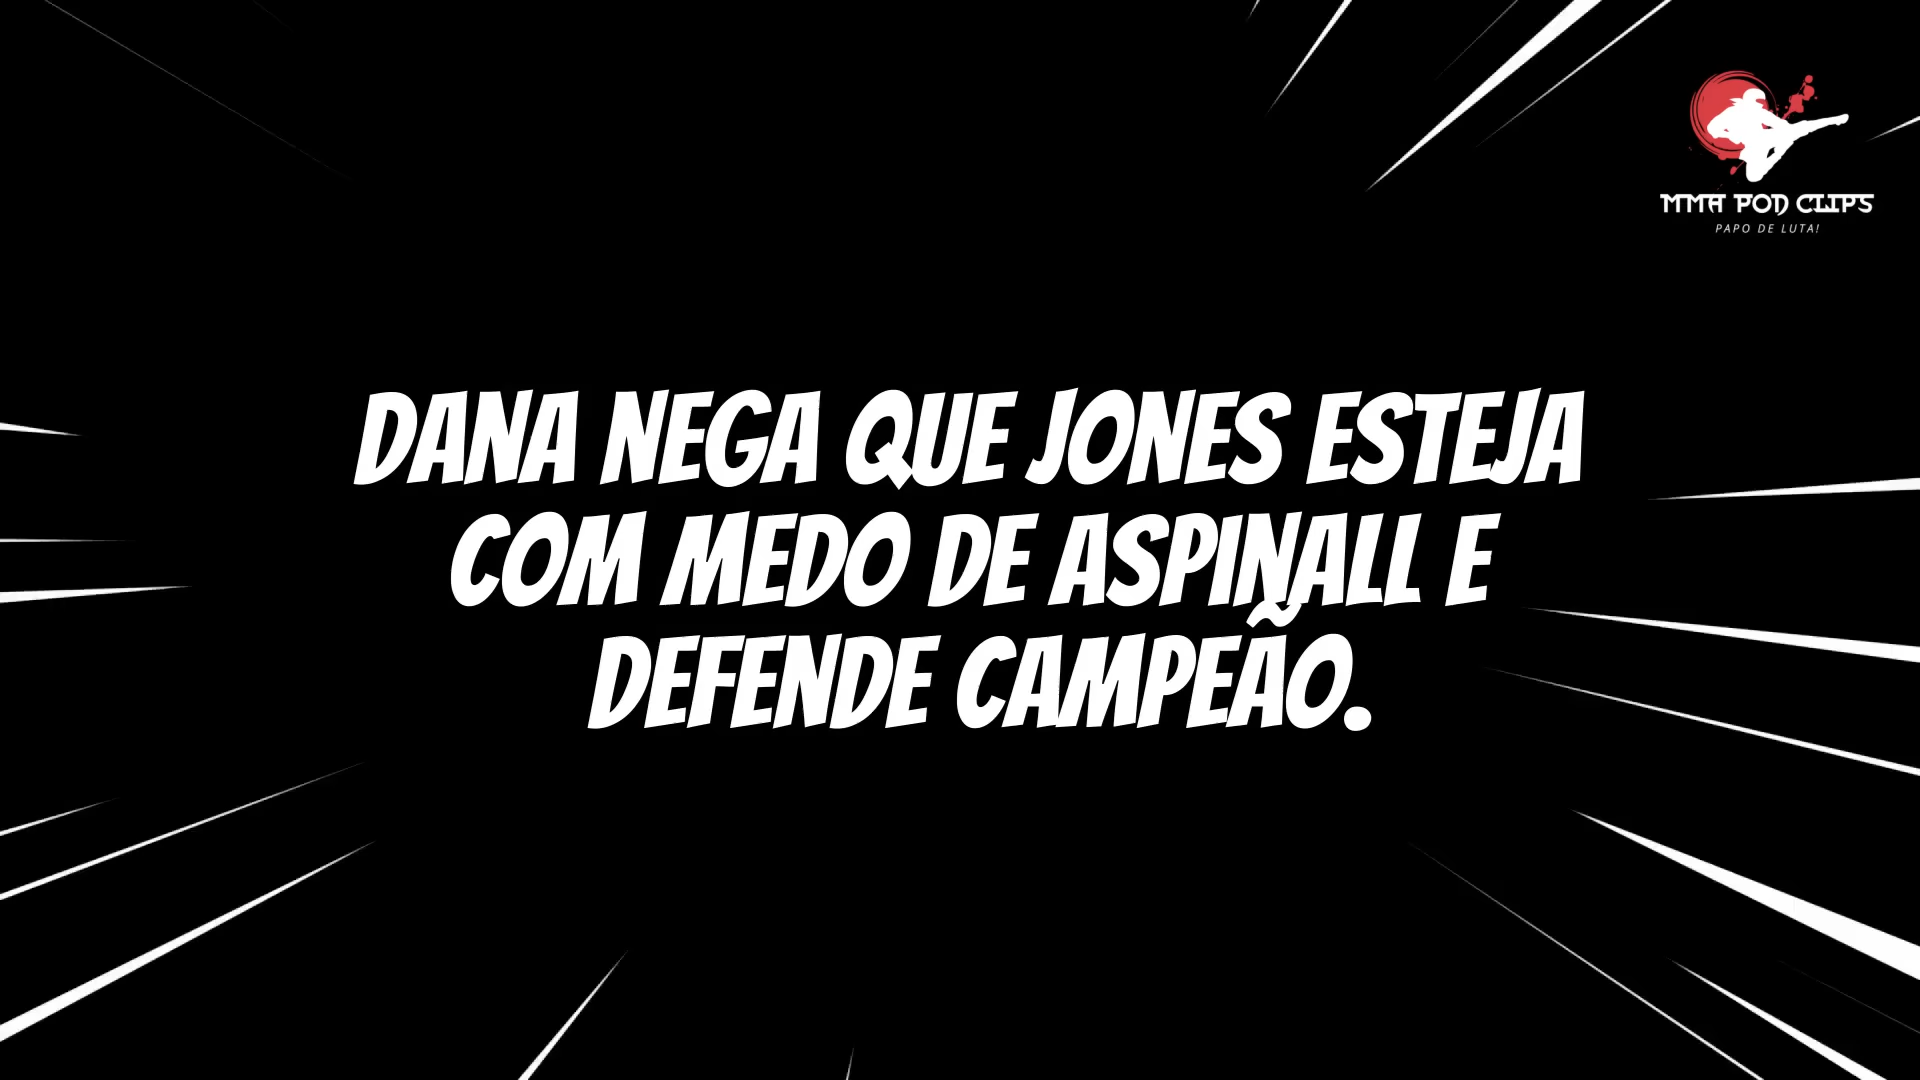 MMA POD CLIPS
PAPO DE LUTA!
DANA NEGA QUE JONES ESTEJA
COM MEDO DE ASPINALL E
DEFENDE CAMPEÃO.